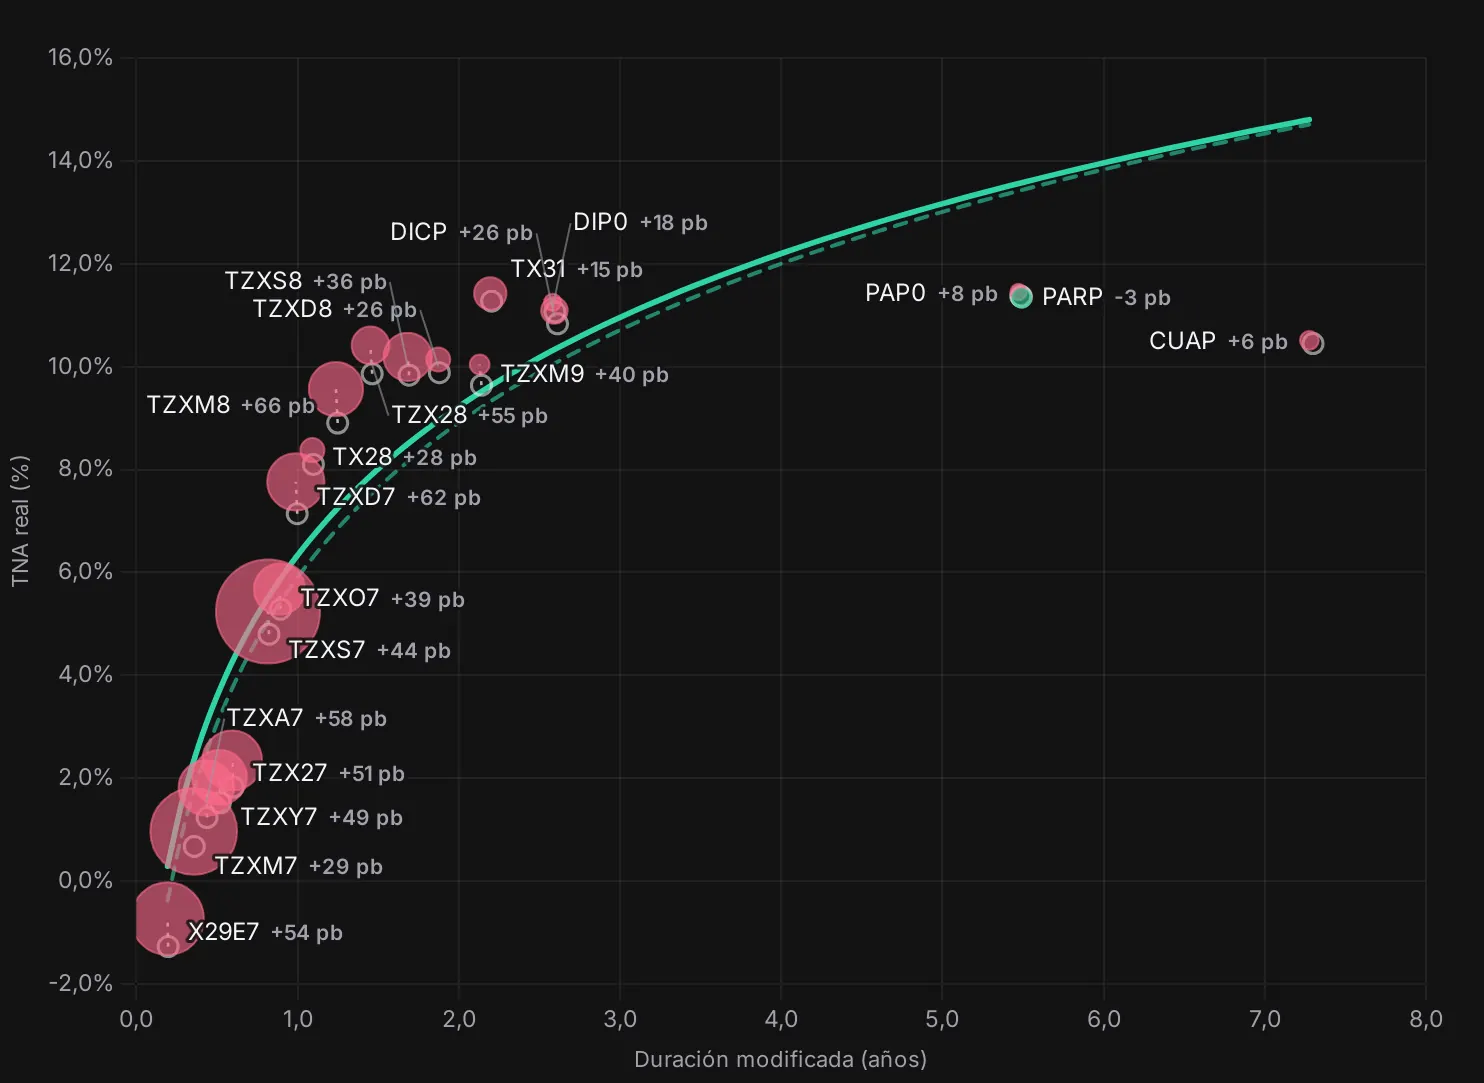 16,0%
14,0%
12,0%
10,0%
8,0%
6,0%
4,0%
2,0%
0,0%
-2,0%
TNA real (%)
DIP0 +18 pb
DICP +26 pb
TX31 +15 pb
TZXS8 +36 pb
TZXD8 +26 pb
PAP0 +8 pb
PARP -3 pb
CUAP +6 pb
TZXM9 +40 pb
TZXM8 +66 pb
TZX28 +55 pb
TX28 +28 pb
TZXD7 +62 pb
TZXO7 +39 pb
TZXS7 +44 pb
TZXA7 +58 pb
TZX27 +51 pb
TZXY7 +49 pb
TZXM7 +29 pb
X29E7 +54 pb
0,0 1,0 2,0 3,0 4,0 5,0 6,0 7,0 8,0
Duración modificada (años)